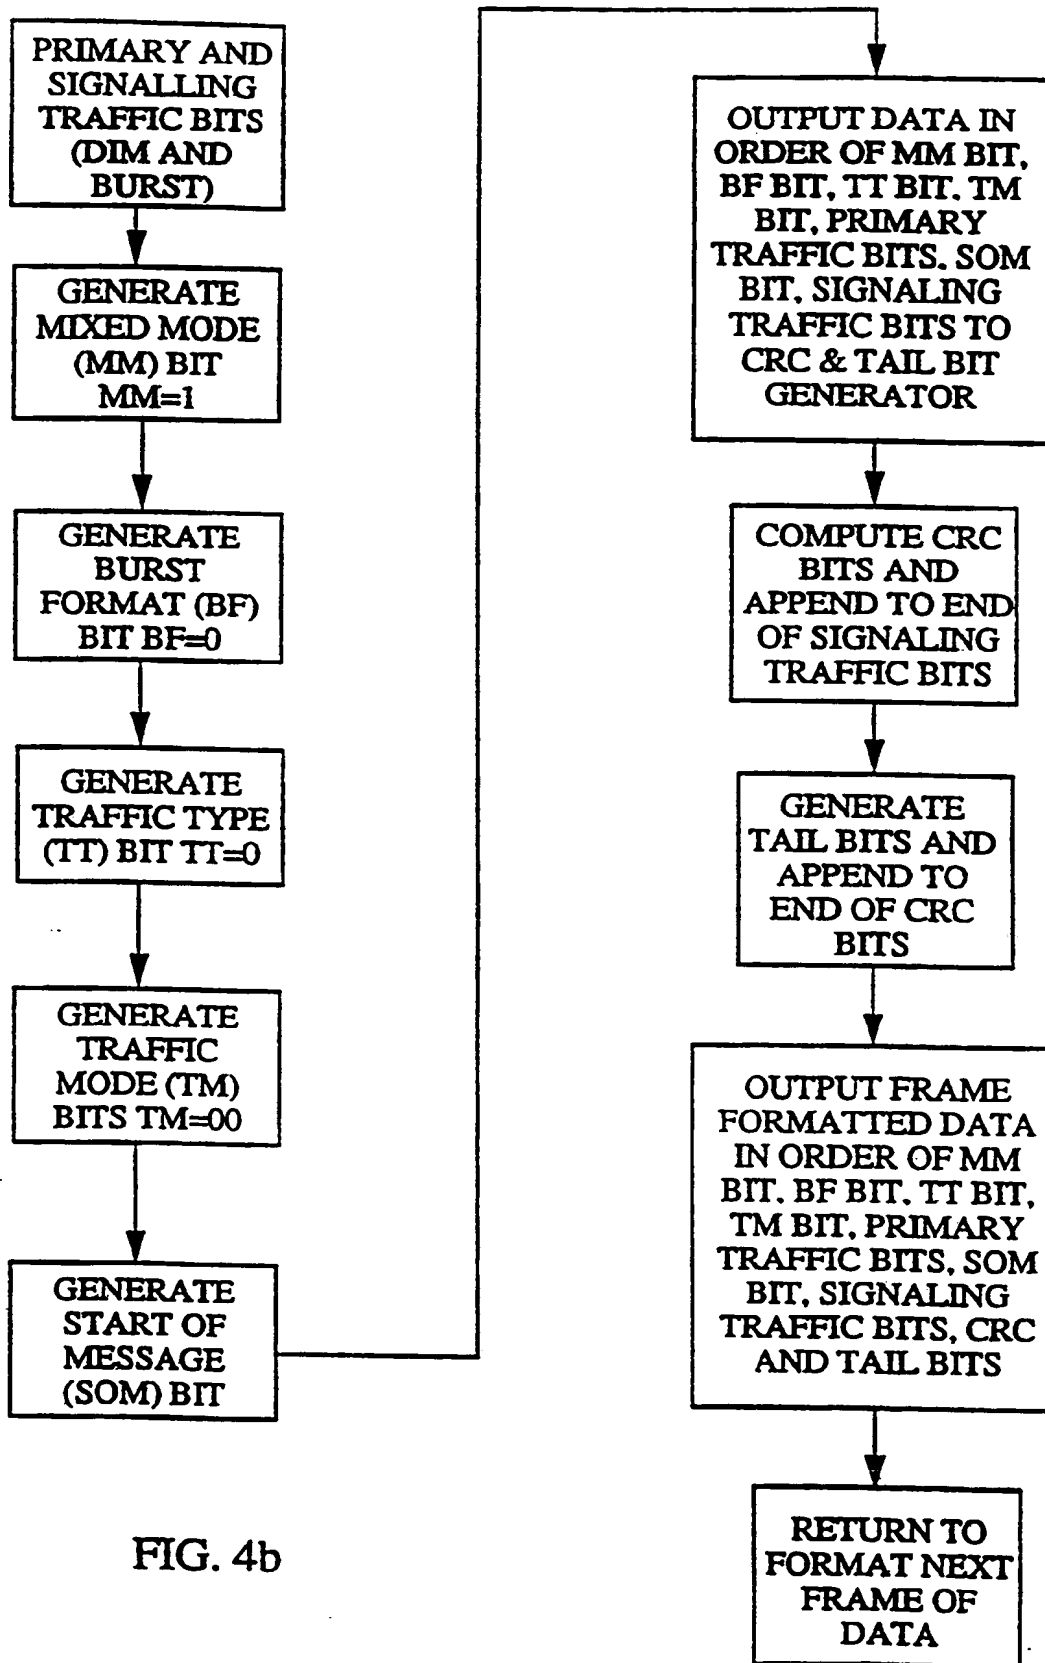 PRIMARY AND
SIGNALLING
TRAFFIC BITS
(DIM AND
BURST)
GENERATE
MIXED MODE
(MM) BIT
MM=1
GENERATE
BURST
FORMAT (BF)
BIT BF=0
GENERATE
TRAFFIC TYPE
(TT) BIT TT=0
GENERATE
TRAFFIC
MODE (TM)
BITS TM=00
GENERATE
START OF
MESSAGE
(SOM) BIT
OUTPUT DATA IN
ORDER OF MM BIT,
BF BIT, TT BIT. TM
BIT, PRIMARY
TRAFFIC BITS. SOM
BIT, SIGNALING
TRAFFIC BITS TO
CRC & TAIL BIT
GENERATOR
COMPUTE CRC
BITS AND
APPEND TO END
OF SIGNALING
TRAFFIC BITS
GENERATE
TAIL BITS AND
APPEND TO
END OF CRC
BITS
OUTPUT FRAME
FORMATTED DATA
IN ORDER OF MM
BIT. BF BIT. TT BIT,
TM BIT, PRIMARY
TRAFFIC BITS, SOM
BIT, SIGNALING
TRAFFIC BITS, CRC
AND TAIL BITS
RETURN TO
FORMAT NEXT
FRAME OF
DATA
FIG. 4b